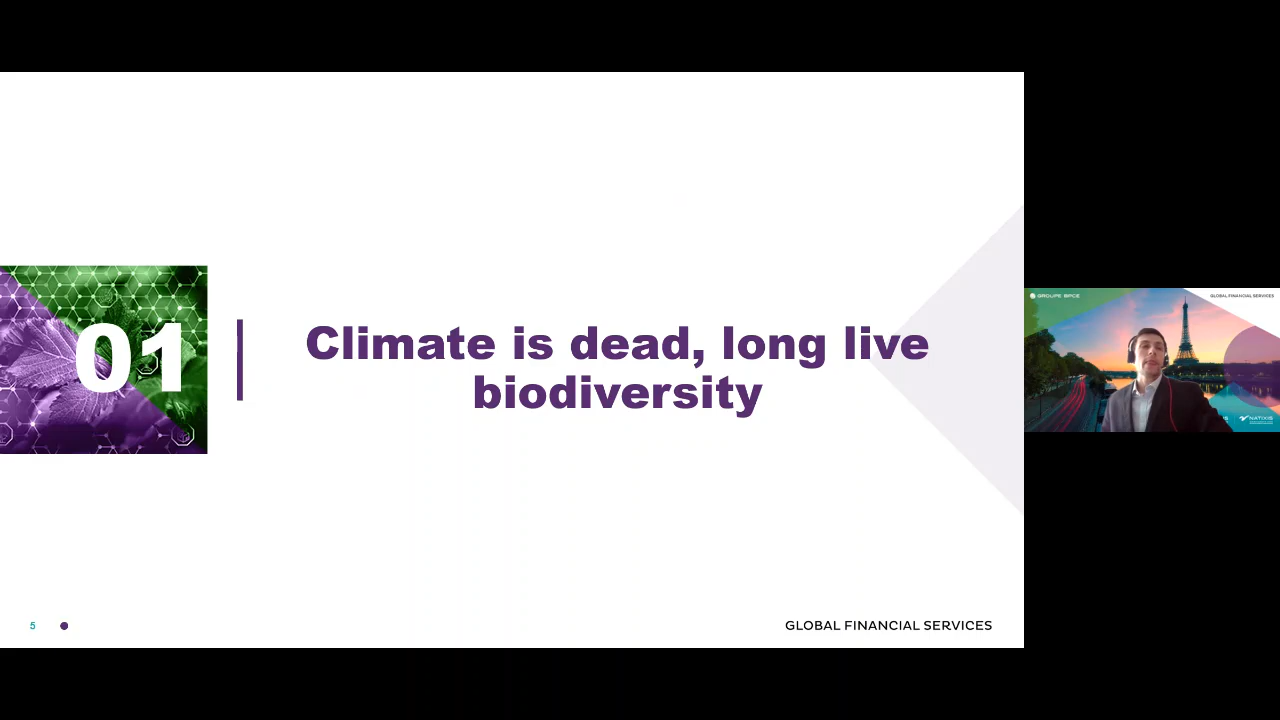 01
Climate is dead, long live
biodiversity
5
GLOBAL FINANCIAL SERVICES
GROUPE BPCE
GLOBAL FINANCIAL SERVICES
NATIXIS